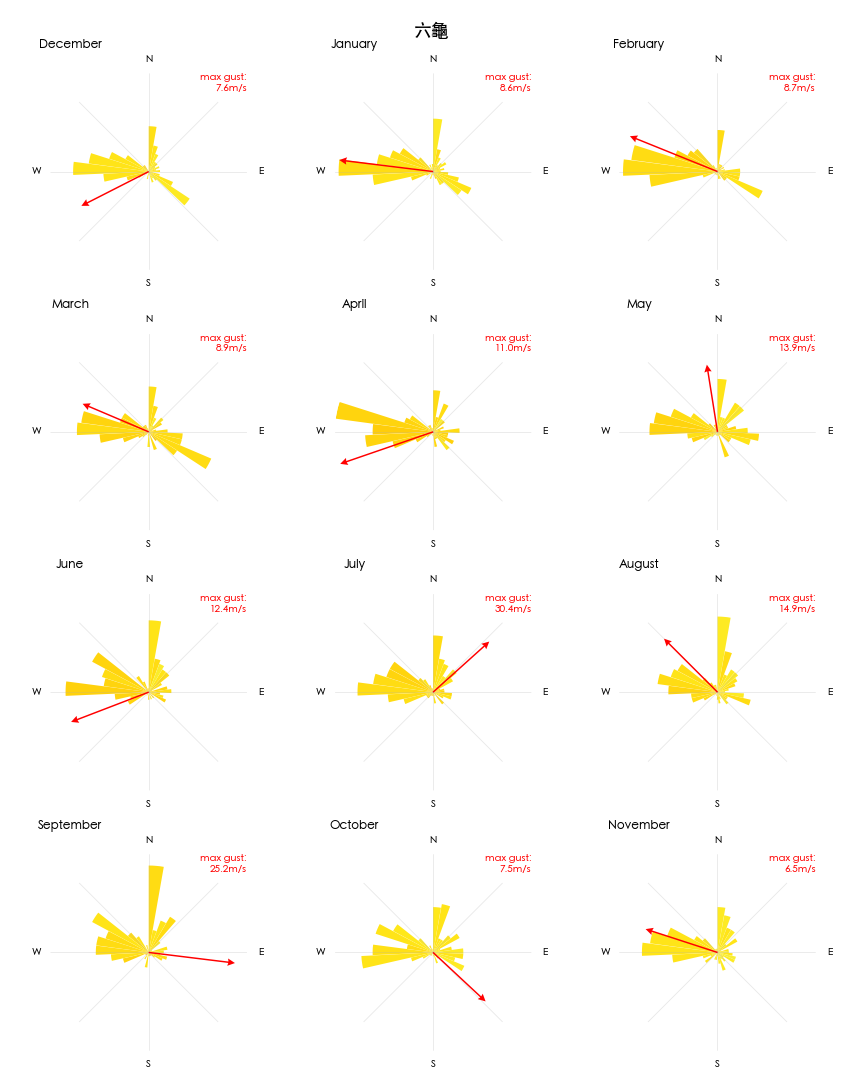 六龜
December
N
max gust:
7.6m/s
W
E
S
January
N
max gust:
8.6m/s
W
E
S
February
N
max gust:
8.7m/s
W
E
S
March
N
max gust:
8.9m/s
W
E
S
April
N
max gust:
11.0m/s
W
E
S
May
N
max gust:
13.9m/s
W
E
S
June
N
max gust:
12.4m/s
W
E
S
July
N
max gust:
30.4m/s
W
E
S
August
N
max gust:
14.9m/s
W
E
S
September
N
max gust:
25.2m/s
W
E
S
October
N
max gust:
7.5m/s
W
E
S
November
N
max gust:
6.5m/s
W
E
S